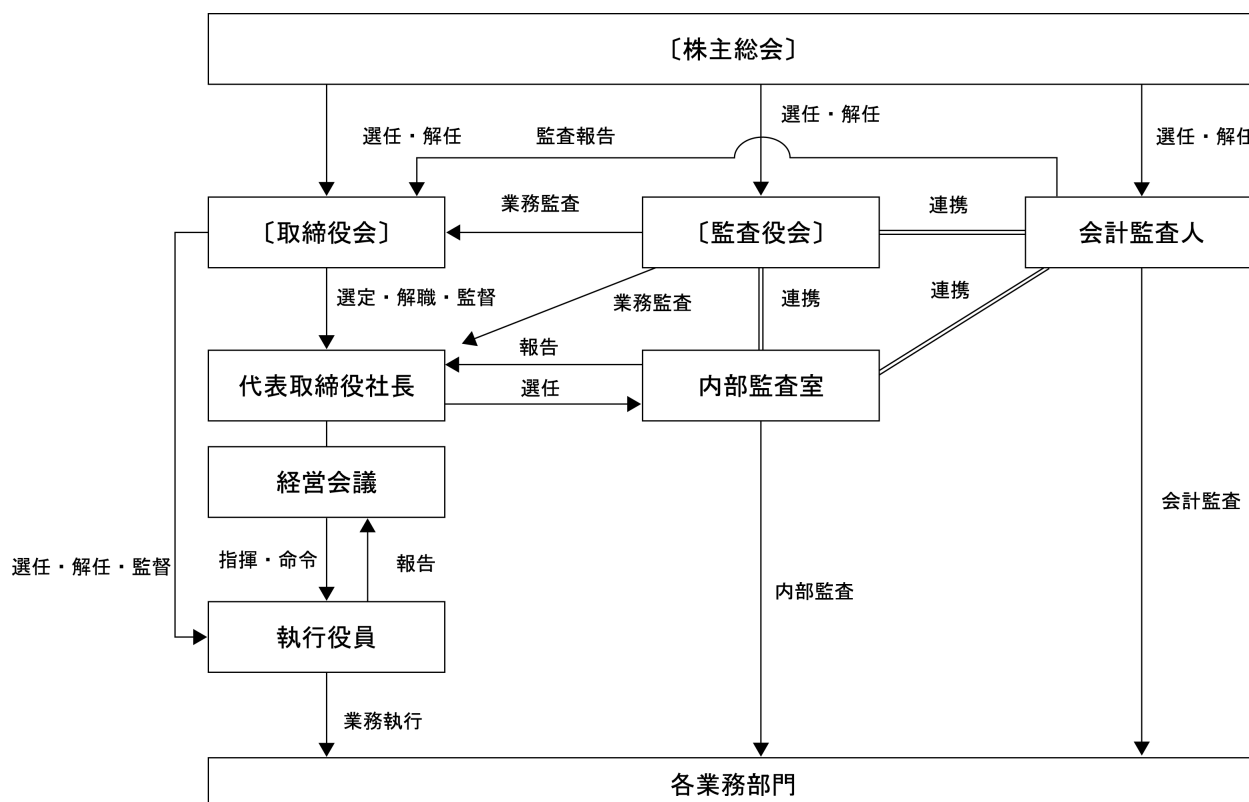 〔株主総会〕
選任・解任
監査報告
選任・解任
選任・解任
〔取締役会〕
業務監査
〔監査役会〕
連携
会計監査人
選定・解職・監督
業務監査
連携
連携
代表取締役社長
報告
選任
内部監査室
経営会議
選任・解任・監督
指揮・命令
報告
内部監査
会計監査
執行役員
業務執行
各業務部門